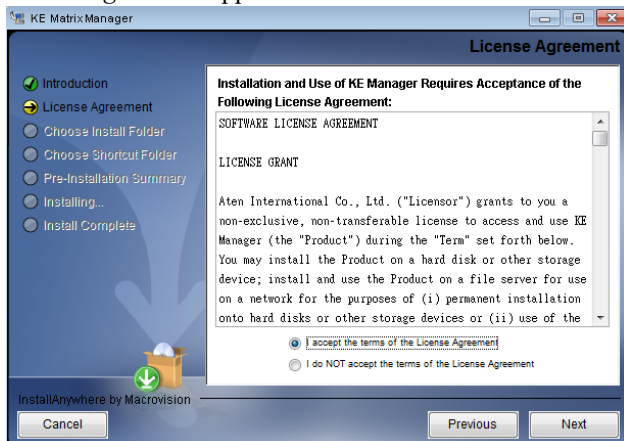 KE MatrixManager
License Agreement
Introduction
License Agreement
Choose Install Folder
Choose Shortcut Folder
Pre-Installation Summary
Installing...
Install Complete
Installation and Use of KE Manager Requires Acceptance of the
Following License Agreement:
SOFTWARE LICENSE AGREEMENT
LICENSE GRANT
Aten International Co., Ltd. ("Licensor") grants to you a
non-exclusive, non-transferable license to access and use KE
Manager (the "Product") during the "Term" set forth below.
You may install the Product on a hard disk or other storage
device; install and use the Product on a file server for use
on a network for the purposes of (i) permanent installation
onto hard disks or other storage devices or (ii) use of the
I accept the terms of the License Agreement
I do NOT accept the terms of the License Agreement
InstallAnywhere by Macrovision
Cancel
Previous
Next